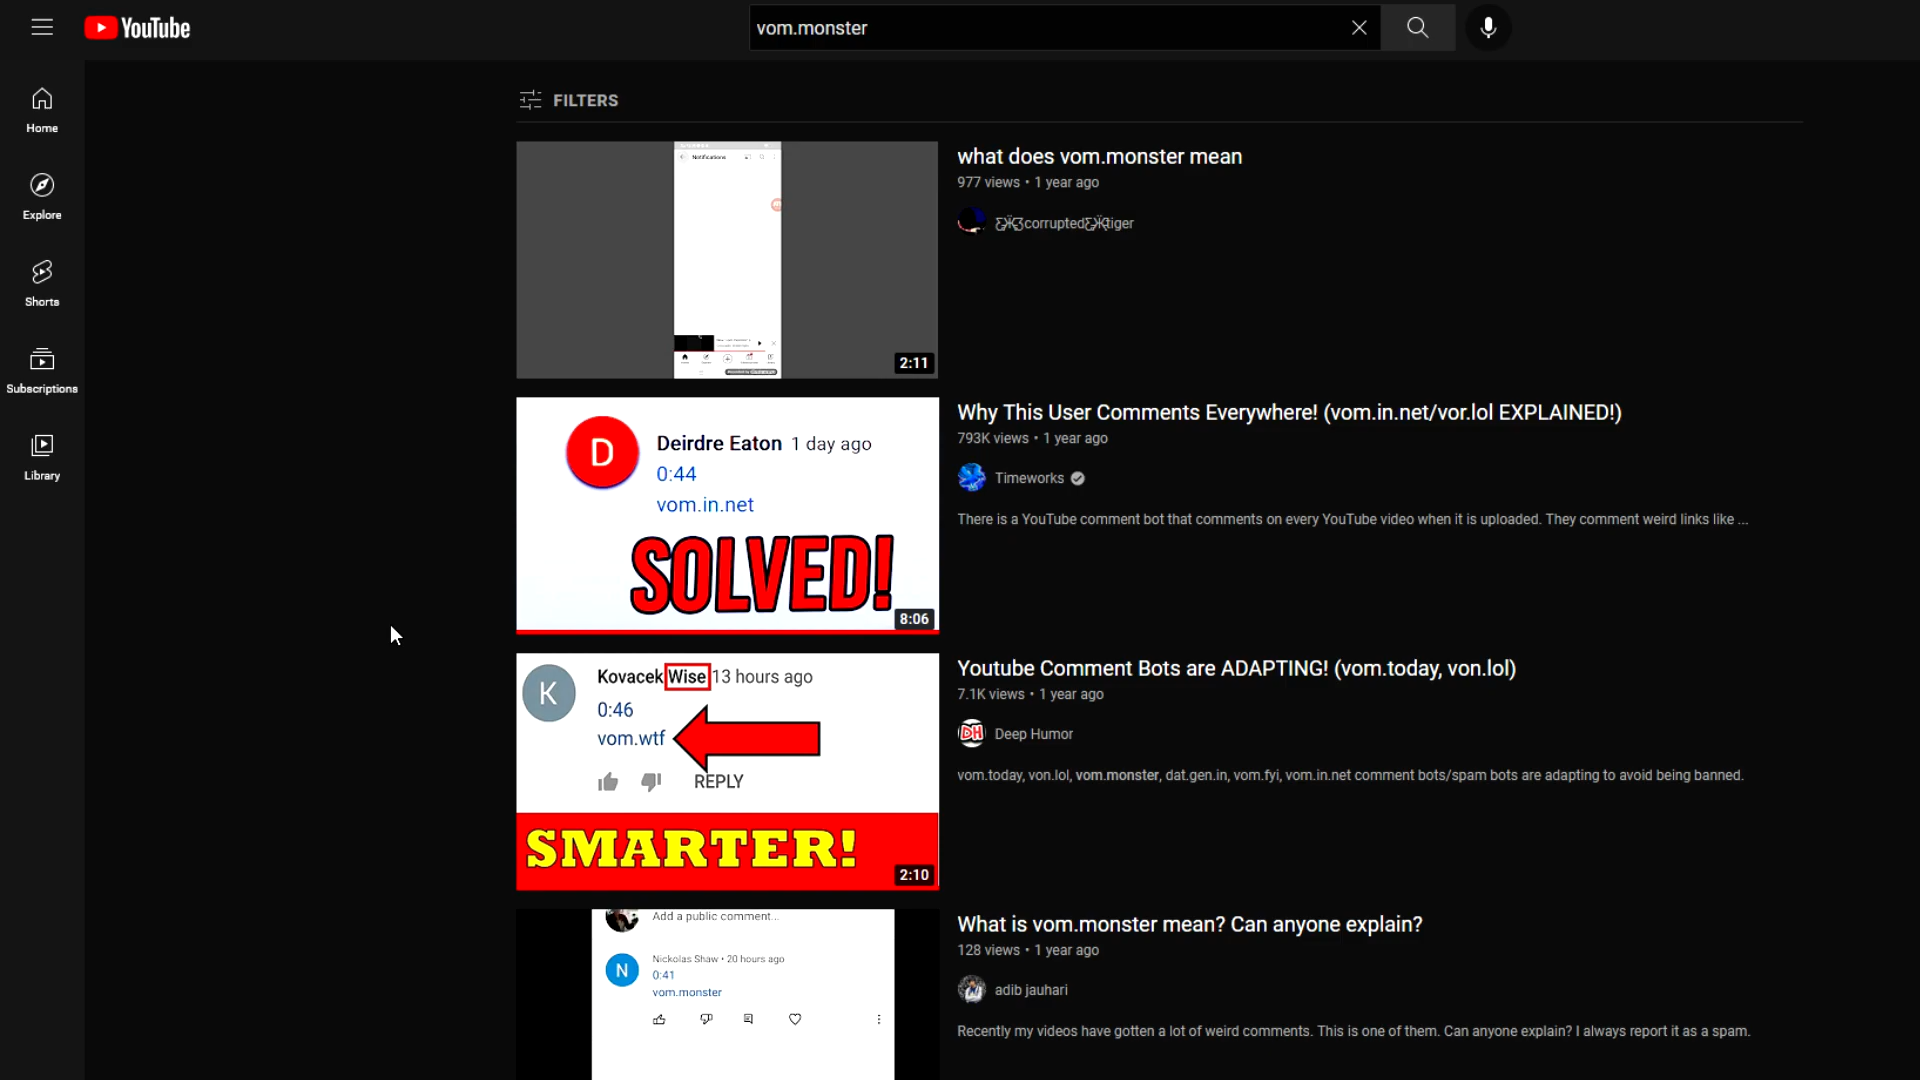 YouTube
vom.monster
Home
Explore
Shorts
Subscriptions
Library
FILTERS
Notifications
2:11
what does vom.monster mean
977 views • 1 year ago
corrupted
tiger
Deirdre Eaton 1 day ago
0:44
vom.in.net
SOLVED!
8:06
Why This User Comments Everywhere! (vom.in.net/vor.lol EXPLAINED!)
793K views • 1 year ago
Timeworks
There is a YouTube comment bot that comments on every YouTube video when it is uploaded. They comment weird links like ...
K
Kovacek Wise 13 hours ago
0:46
vom.wtf
REPLY
SMARTER!
2:10
Youtube Comment Bots are ADAPTING! (vom.today, von.lol)
7.1K views • 1 year ago
DH
Deep Humor
vom.today, von.lol, vom.monster, dat.gen.in, vom.fyi, vom.in.net comment bots/spam bots are adapting to avoid being banned.
Add a public comment...
N
Nickolas Shaw • 20 hours ago
0:41
vom.monster
What is vom.monster mean? Can anyone explain?
128 views • 1 year ago
adib jauhari
Recently my videos have gotten a lot of weird comments. This is one of them. Can anyone explain? I always report it as a spam.